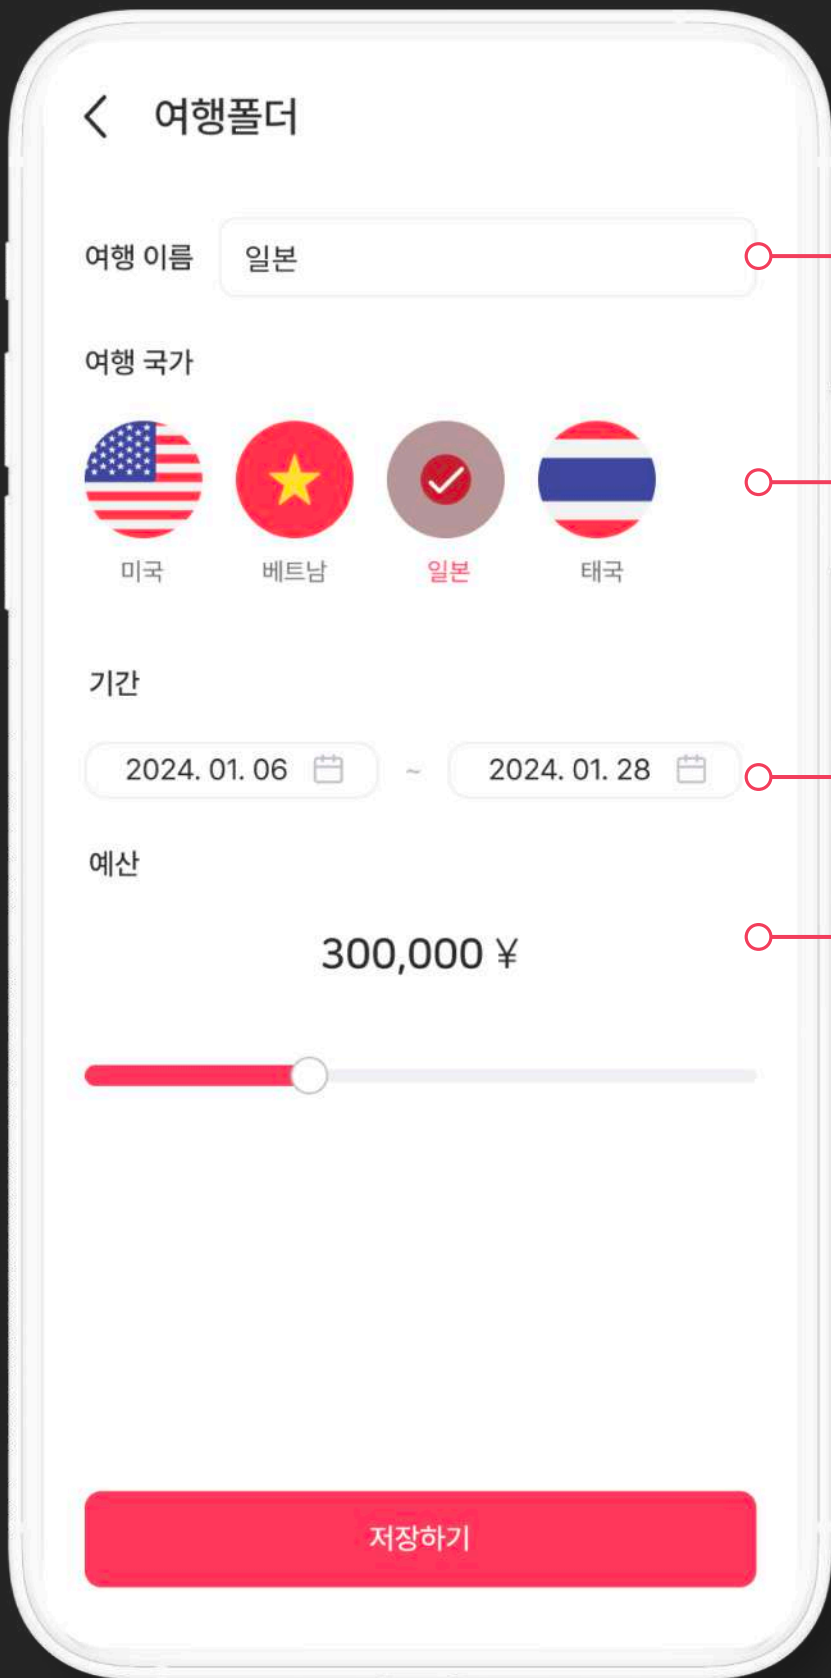 여행폴더
여행 이름 일본
여행 국가
미국 베트남 일본 태국
기간
2024. 01. 06 ~ 2024. 01. 28
예산
300,000 ¥
저장하기